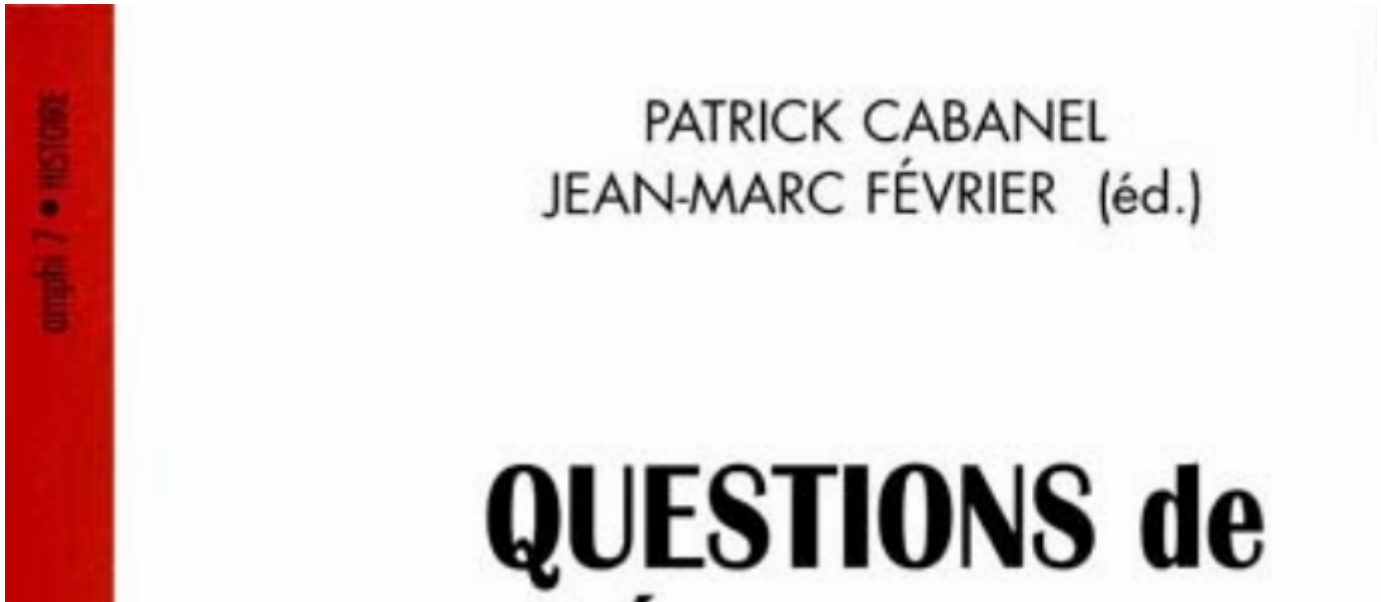 amphi 7 • HISTOIRE
PATRICK CABANEL
JEAN-MARC FÉVRIER (éd.)
QUESTIONS de